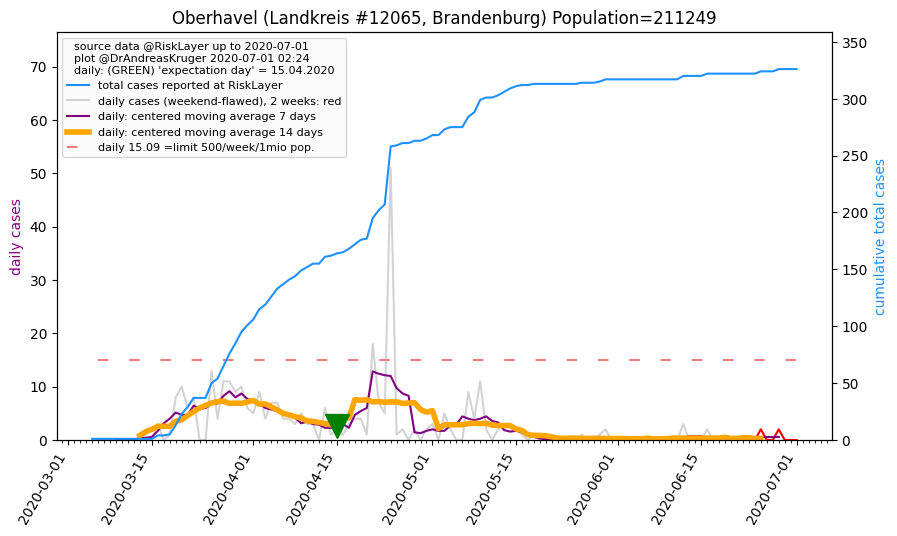 Oberhavel (Landkreis #12065, Brandenburg) Population=211249
source data @RiskLayer up to 2020-07-01
plot @DrAndreasKruger 2020-07-01 02:24
daily: (GREEN) 'expectation day' = 15.04.2020
total cases reported at RiskLayer
daily cases (weekend-flawed), 2 weeks: red
daily: centered moving average 7 days
daily: centered moving average 14 days
daily 15.09 =limit 500/week/1mio pop.
daily cases
70
60
50
40
30
20
10
0
cumulative total cases
350
300
250
200
150
100
50
0
2020-03-01
2020-03-15
2020-04-01
2020-04-15
2020-05-01
2020-05-15
2020-06-01
2020-06-15
2020-07-01